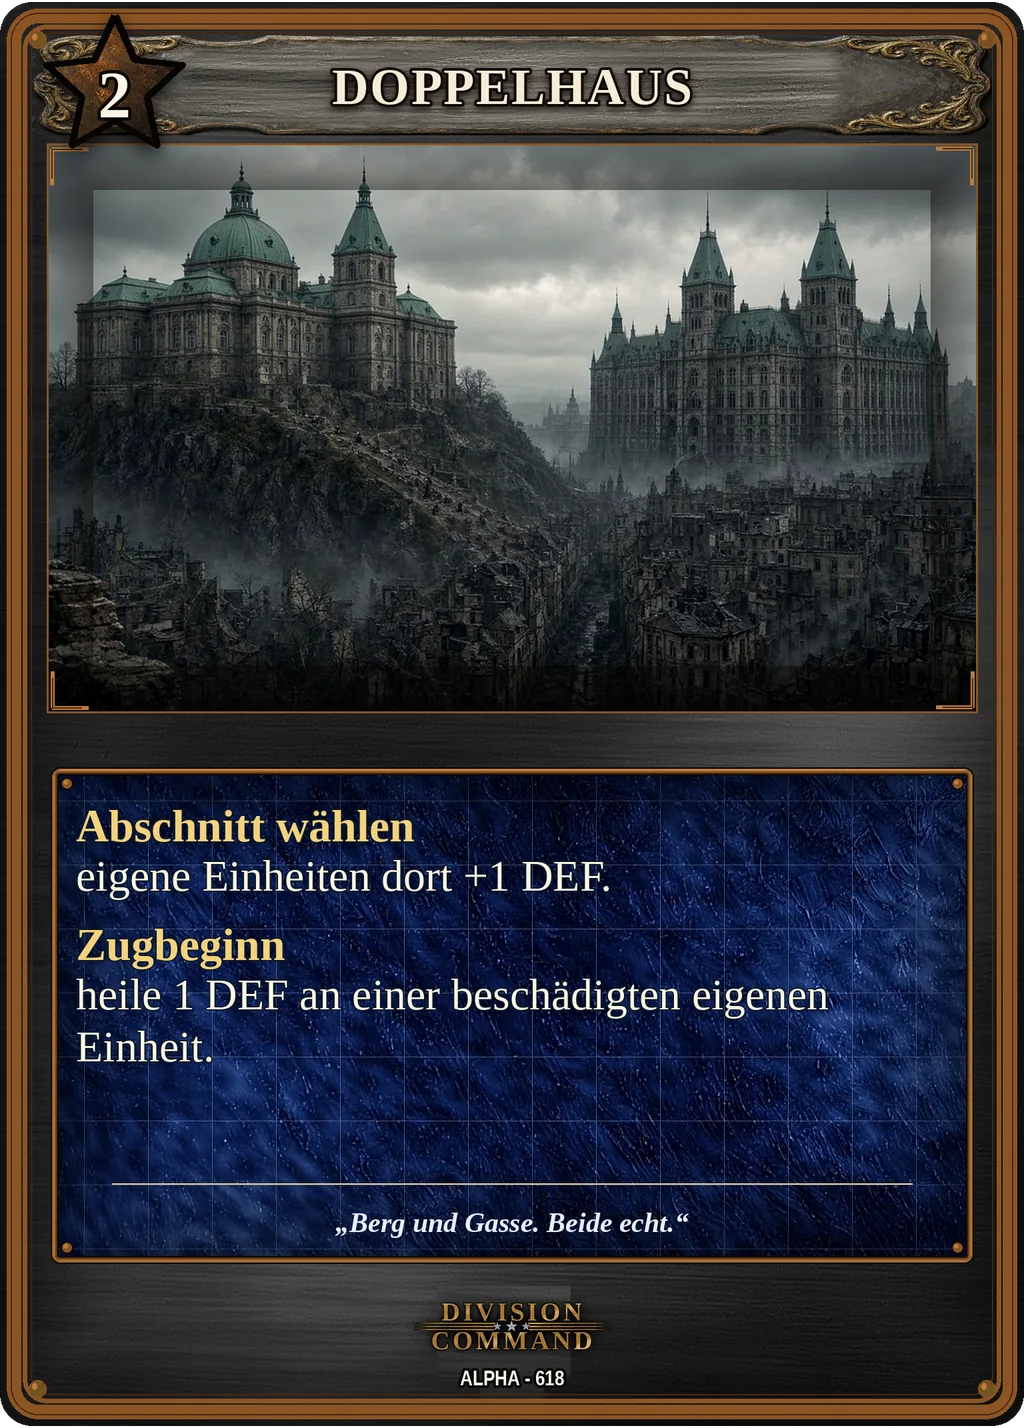 2
DOPPELHAUS
Abschnitt wählen
eigene Einheiten dort +1 DEF.
Zugbeginn
heile 1 DEF an einer beschädigten eigenen
Einheit.
„Berg und Gasse. Beide echt.“
DIVISION
COMMAND
ALPHA - 618